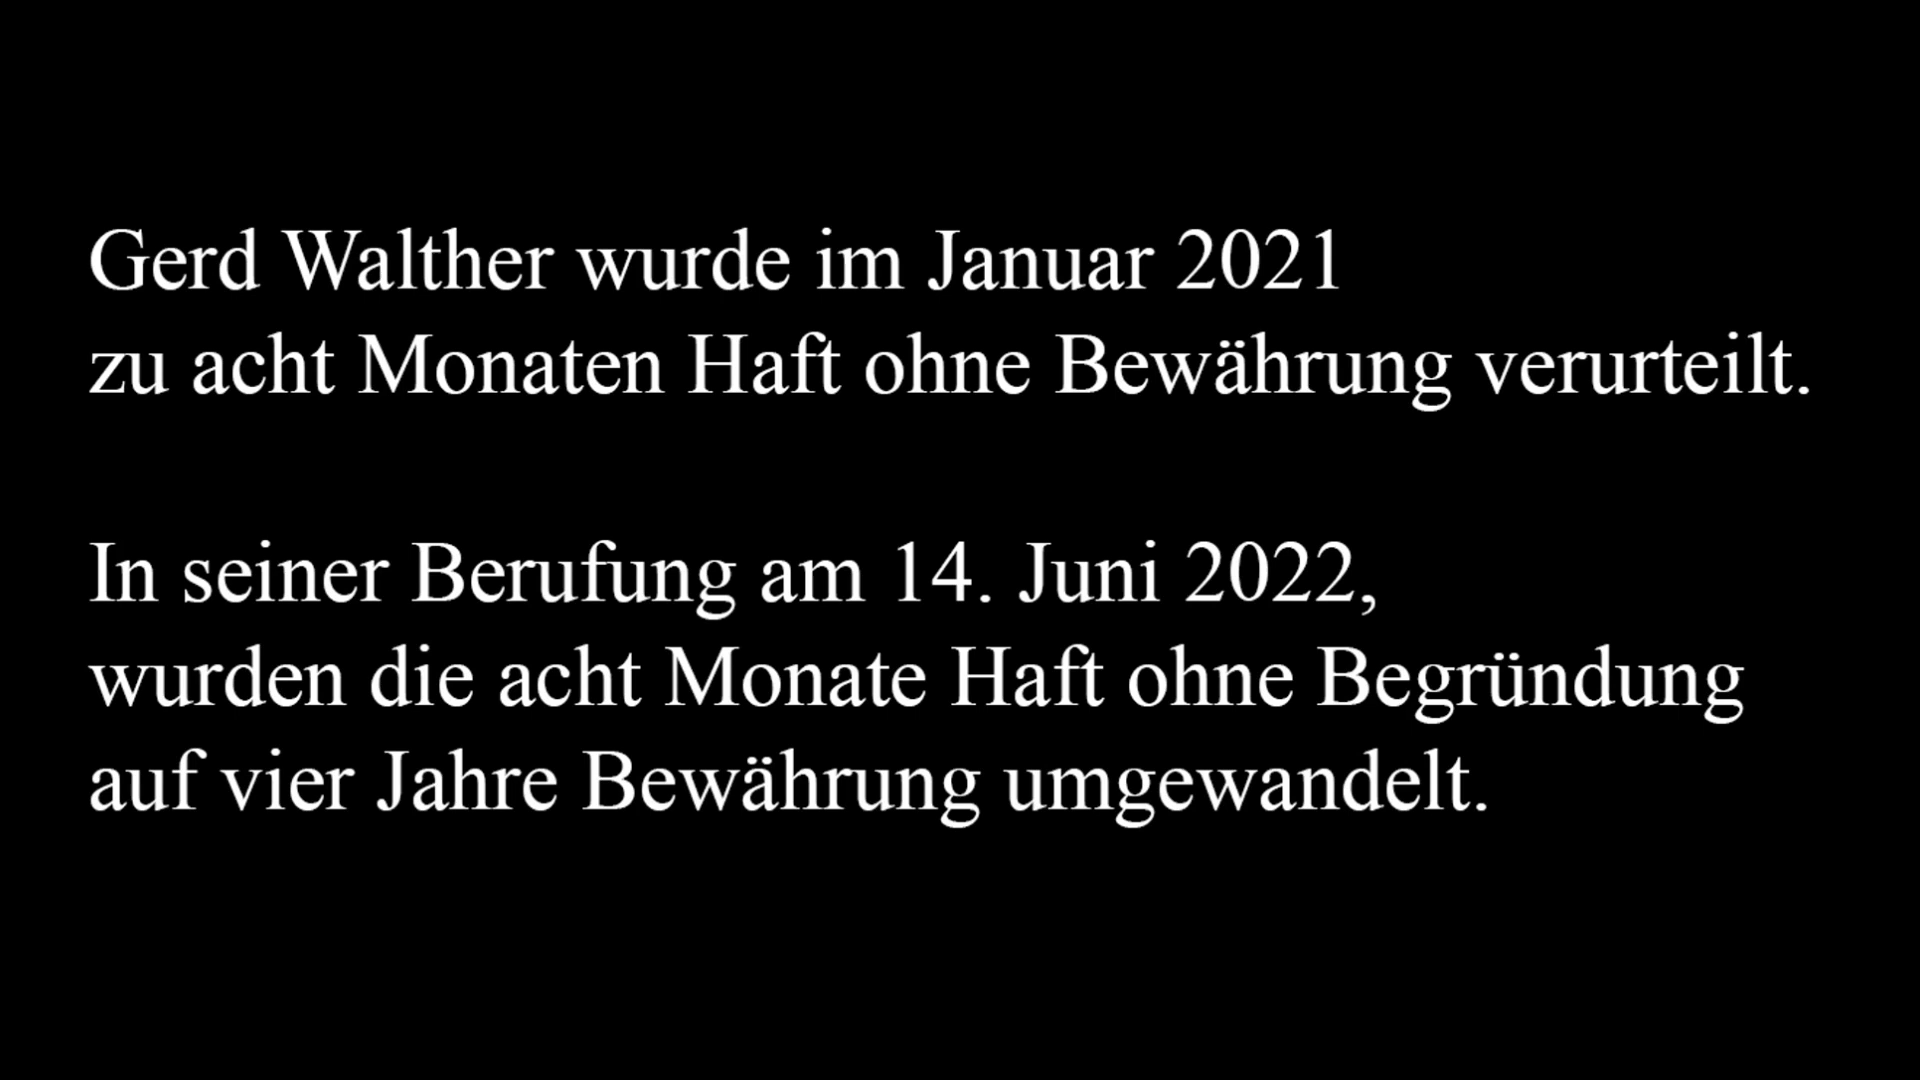 Gerd Walther wurde im Januar 2021
zu acht Monaten Haft ohne Bewährung verurteilt.
In seiner Berufung am 14. Juni 2022,
wurden die acht Monate Haft ohne Begründung
auf vier Jahre Bewährung umgewandelt.